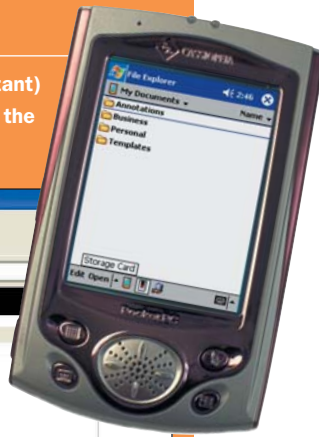 tant)
the
CASSIOPEIA
File Explorer 2:46
My Documents Name
Annotations
Business
Personal
Templates
Storage Card
Edit Open
Pocket PC